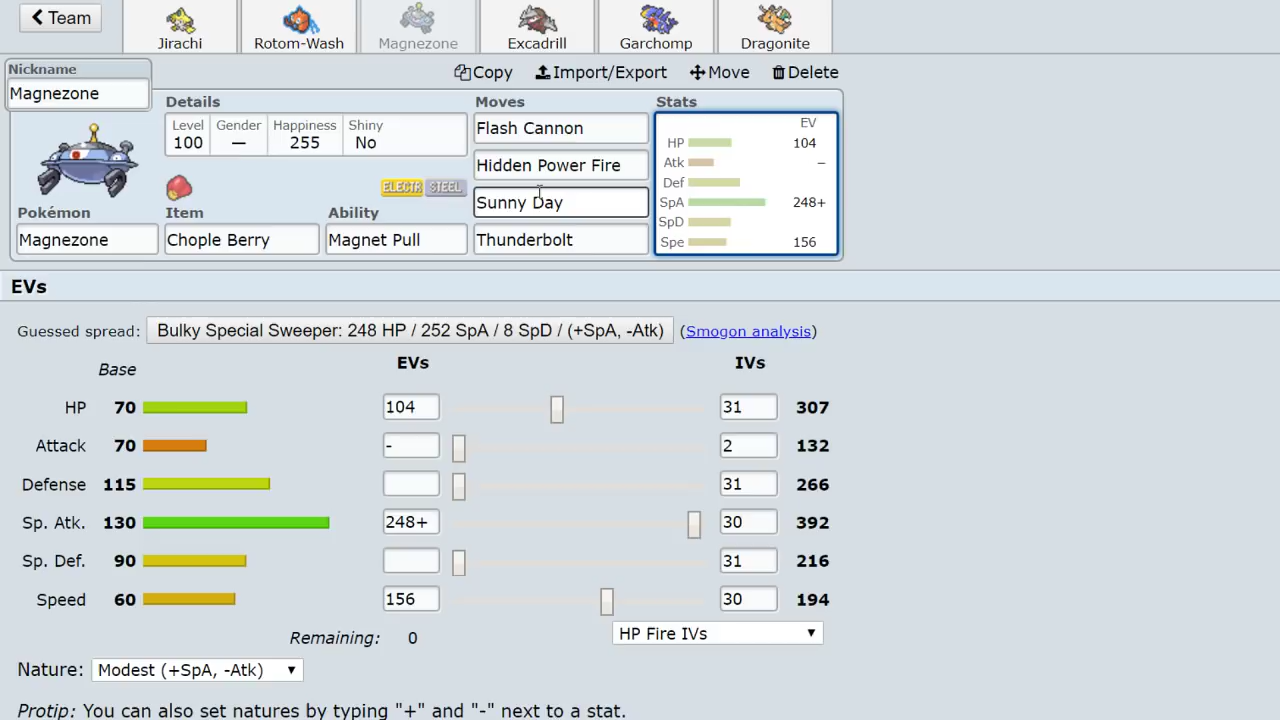 Team
Jirachi
Rotom-Wash
Magnezone
Excadrill
Garchomp
Dragonite
Copy
Import/Export
Move
Delete
Nickname
Magnezone
Details
Level
100
Gender
—
Happiness
255
Shiny
No
ELECTR
STEEL
Pokémon
Magnezone
Item
Chople Berry
Ability
Magnet Pull
Moves
Flash Cannon
Hidden Power Fire
Sunny Day
Thunderbolt
Stats
EV
HP 104
Atk –
Def
SpA 248+
SpD
Spe 156
EVs
Guessed spread: Bulky Special Sweeper: 248 HP / 252 SpA / 8 SpD / (+SpA, -Atk) (Smogon analysis)
Base EVs IVs
HP 70 104 31 307
Attack 70 - 2 132
Defense 115 31 266
Sp. Atk. 130 248+ 30 392
Sp. Def. 90 31 216
Speed 60 156 30 194
Remaining: 0
HP Fire IVs
Nature: Modest (+SpA, -Atk)
Protip: You can also set natures by typing "+" and "-" next to a stat.